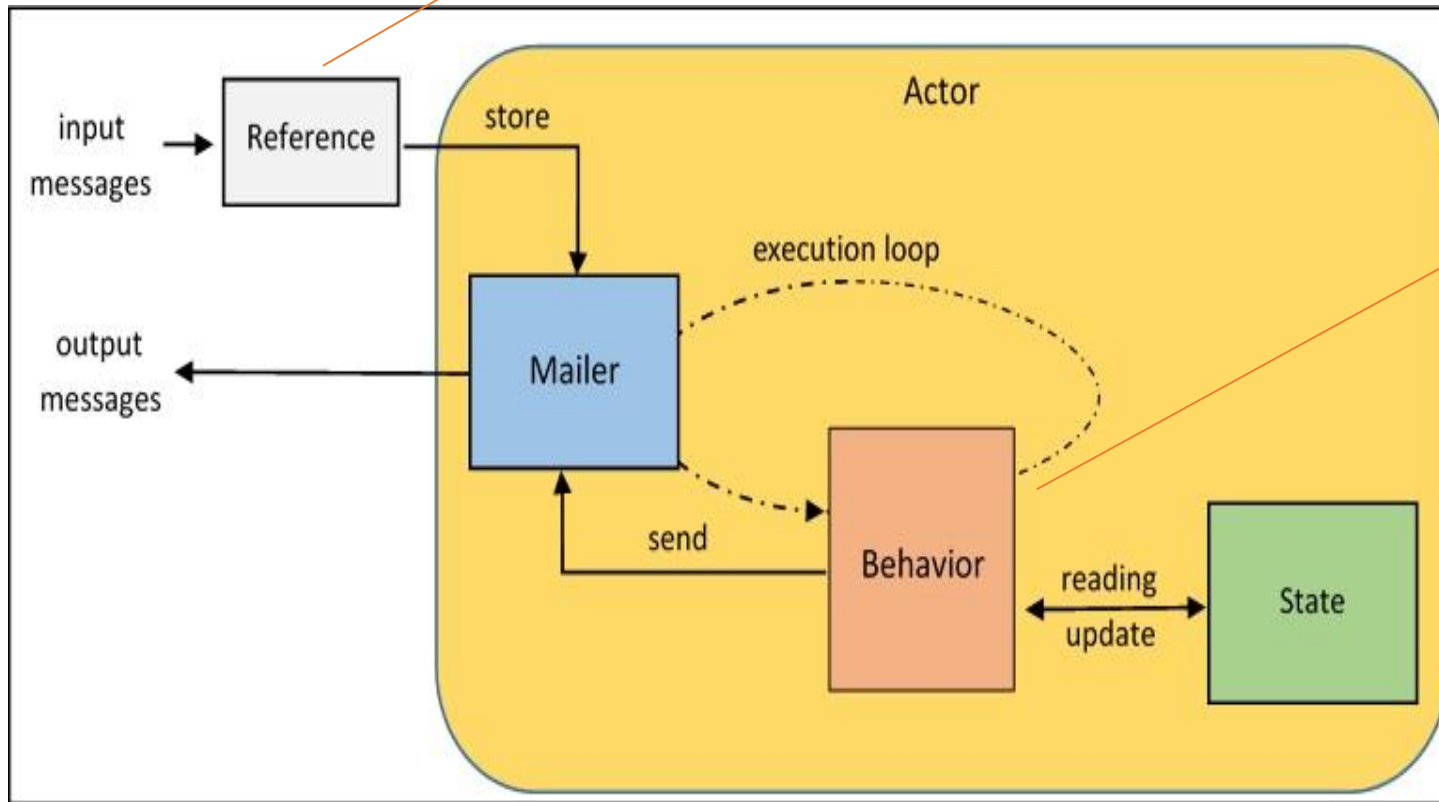 Actor
input
messages
Reference
store
execution loop
output
messages
Mailer
send
Behavior
reading
update
State